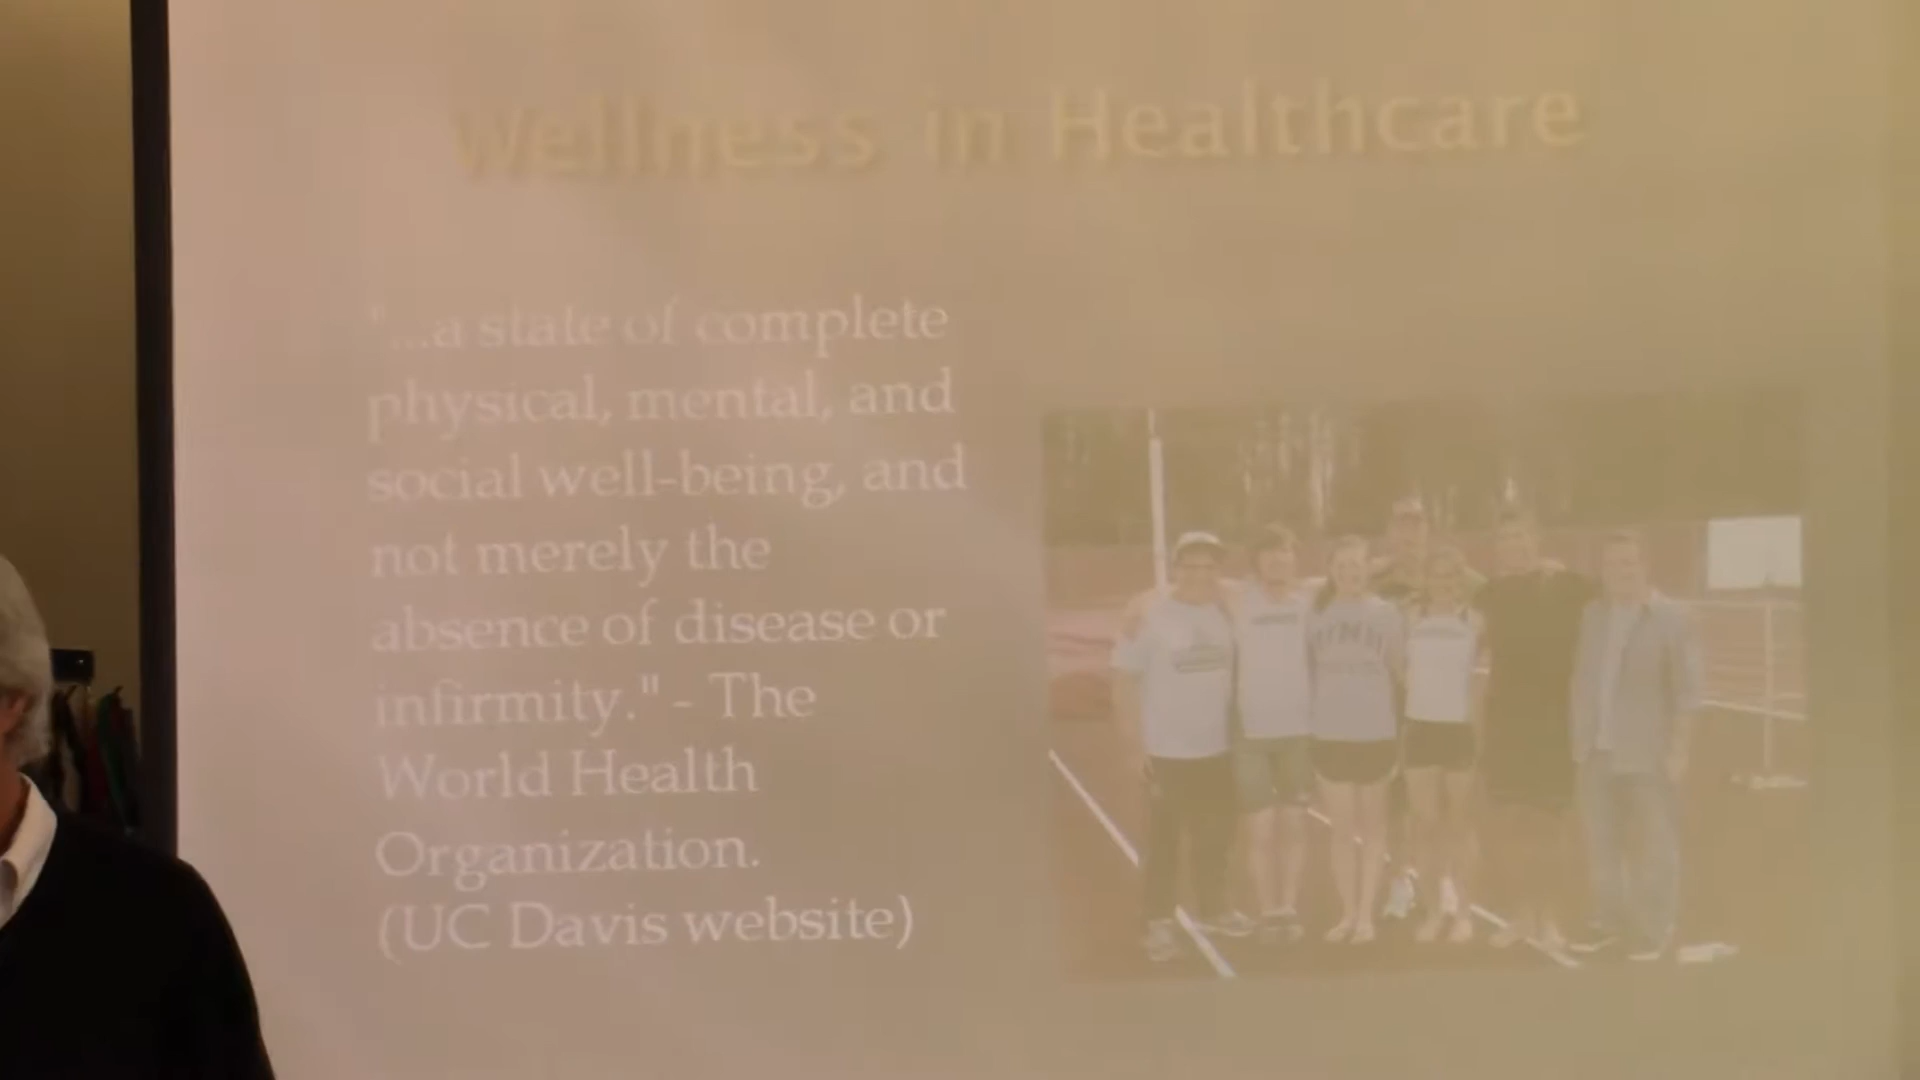 Wellness in Healthcare
"...a state of complete
physical, mental, and
social well-being, and
not merely the
absence of disease or
infirmity." - The
World Health
Organization.
(UC Davis website)